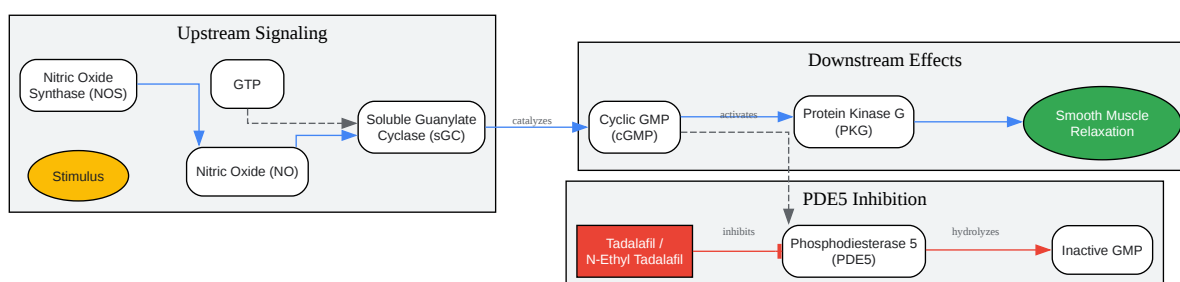 Upstream Signaling
Nitric Oxide
Synthase (NOS)
GTP
Soluble Guanylate
Cyclase (sGC)
Nitric Oxide (NO)
Stimulus
catalyzes
Downstream Effects
Cyclic GMP
(cGMP)
activates
Protein Kinase G
(PKG)
Smooth Muscle
Relaxation
PDE5 Inhibition
Tadalafil /
N-Ethyl Tadalafil
inhibits
Phosphodiesterase 5
(PDE5)
hydrolyzes
Inactive GMP